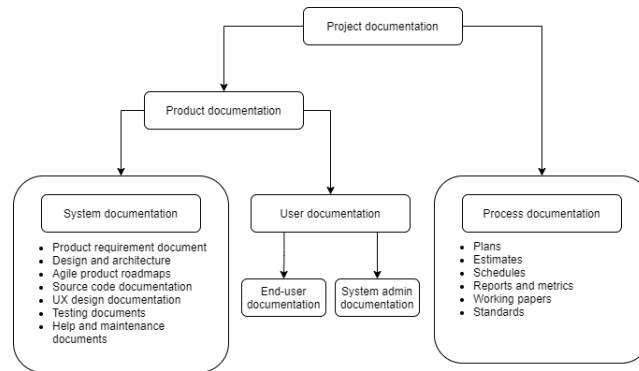 Project documentation
Product documentation
System documentation
Product requirement document
Design and architecture
Agile product roadmaps
Source code documentation
UX design documentation
Testing documents
Help and maintenance
documents
User documentation
End-user
documentation
System admin
documentation
Process documentation
Plans
Estimates
Schedules
Reports and metrics
Working papers
Standards